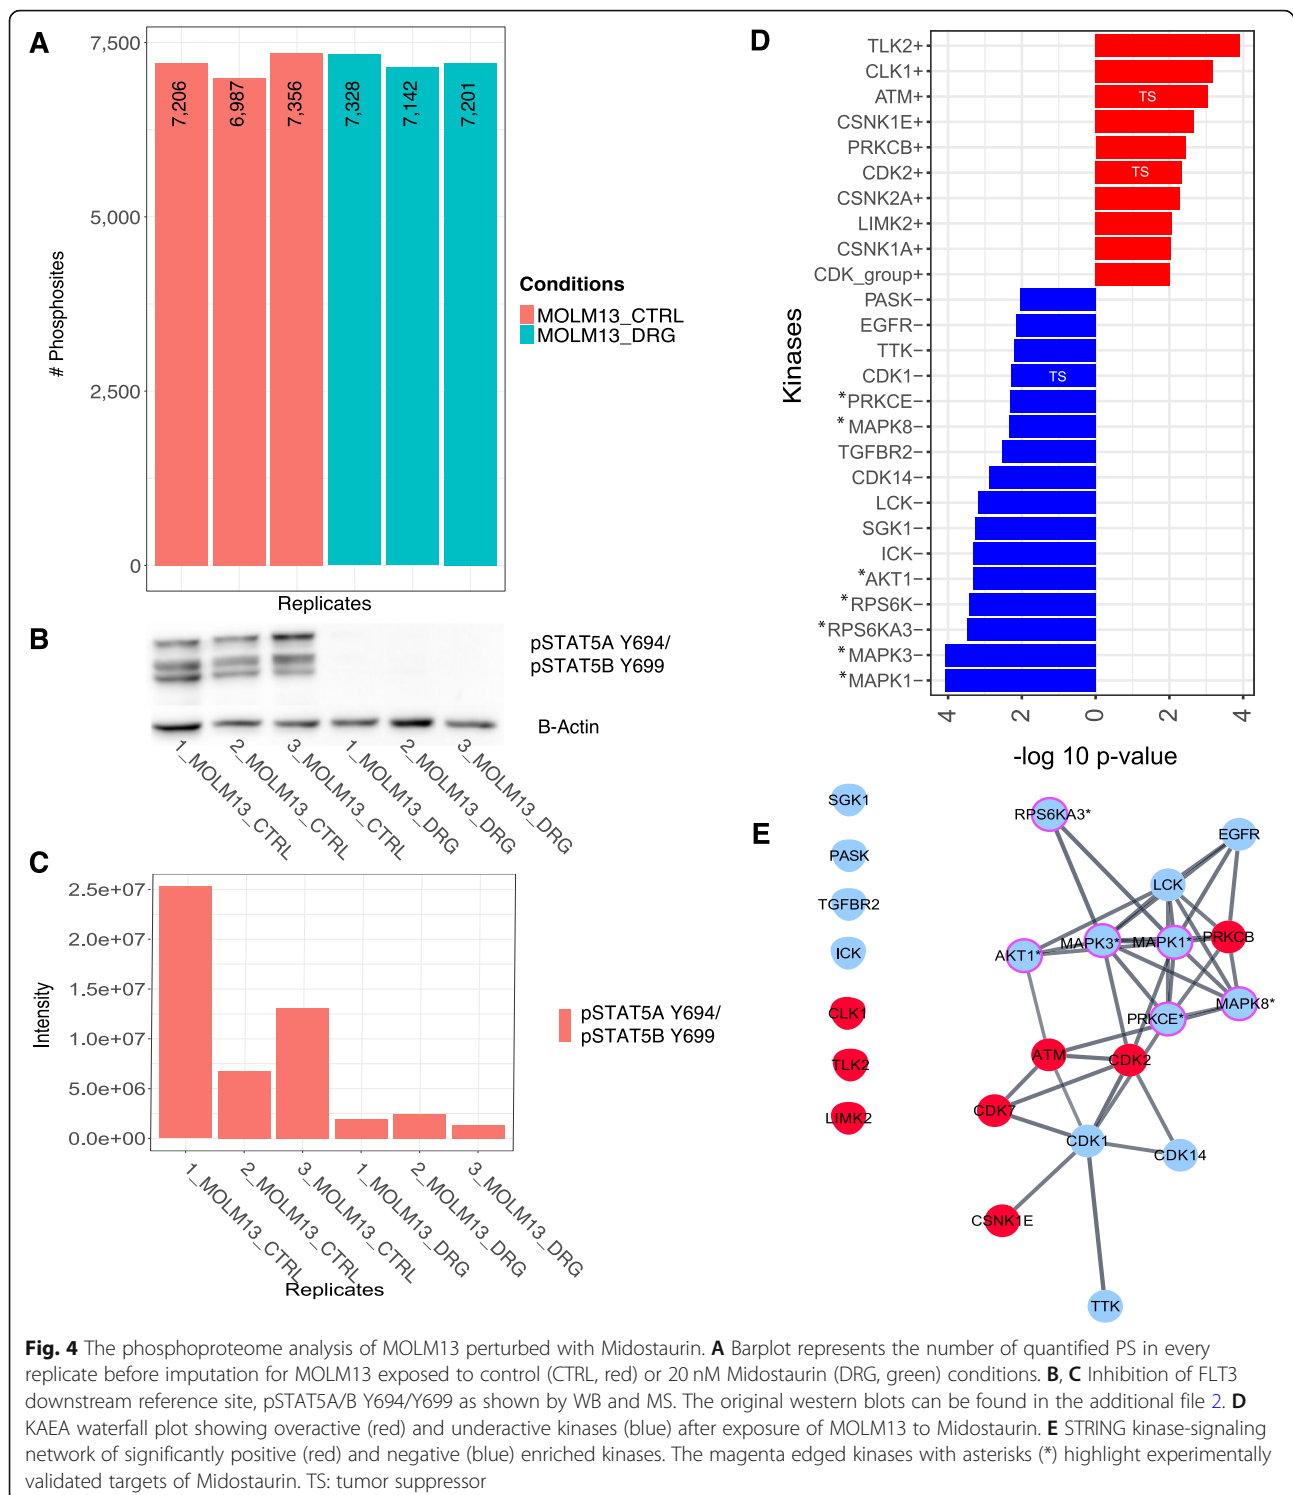 A
7,500
5,000
2,500
0
# Phosphosites
7,206
6,987
7,356
7,328
7,142
7,201
Replicates
Conditions
MOLM13_CTRL
MOLM13_DRG
B
pSTAT5A Y694/
pSTAT5B Y699
B-Actin
1_MOLM13_CTRL
2_MOLM13_CTRL
3_MOLM13_CTRL
1_MOLM13_DRG
2_MOLM13_DRG
3_MOLM13_DRG
C
2.5e+07
2.0e+07
1.5e+07
1.0e+07
5.0e+06
0.0e+00
Intensity
pSTAT5A Y694/
pSTAT5B Y699
1_MOLM13_CTRL
2_MOLM13_CTRL
3_MOLM13_CTRL
1_MOLM13_DRG
2_MOLM13_DRG
3_MOLM13_DRG
Replicates
D
Kinases
TLK2+
CLK1+
ATM+ TS
CSNK1E+
PRKCB+
CDK2+ TS
CSNK2A+
LIMK2+
CSNK1A+
CDK_group+
PASK−
EGFR−
TTK−
CDK1− TS
*PRKCE−
*MAPK8−
TGFBR2−
CDK14−
LCK−
SGK1−
ICK−
*AKT1−
*RPS6K−
*RPS6KA3−
*MAPK3−
*MAPK1−
4 2 0 2 4
-log 10 p-value
E
SGK1
PASK
TGFBR2
ICK
CLK1
TLK2
LIMK2
RPS6KA3*
EGFR
LCK
PRKCB
MAPK3*
MAPK1*
AKT1*
MAPK8*
PRKCE*
ATM
CDK2
CDK7
CDK1
CDK14
CSNK1E
TTK
Fig. 4 The phosphoproteome analysis of MOLM13 perturbed with Midostaurin. A Barplot represents the number of quantified PS in every
replicate before imputation for MOLM13 exposed to control (CTRL, red) or 20 nM Midostaurin (DRG, green) conditions. B, C Inhibition of FLT3
downstream reference site, pSTAT5A/B Y694/Y699 as shown by WB and MS. The original western blots can be found in the additional file 2. D
KAEA waterfall plot showing overactive (red) and underactive kinases (blue) after exposure of MOLM13 to Midostaurin. E STRING kinase-signaling
network of significantly positive (red) and negative (blue) enriched kinases. The magenta edged kinases with asterisks (*) highlight experimentally
validated targets of Midostaurin. TS: tumor suppressor